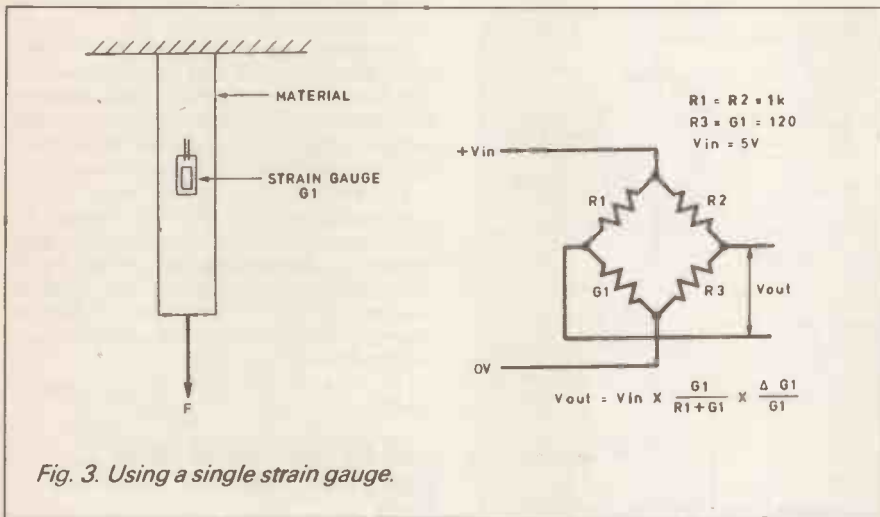 MATERIAL
STRAIN GAUGE
G1
F
R1 = R2 = 1k
R3 = G1 = 120
Vin = 5V
+Vin
R1
R2
G1
R3
Vout
0V
Vout = Vin X G1/R1+G1 X Δ G1/G1
Fig. 3. Using a single strain gauge.